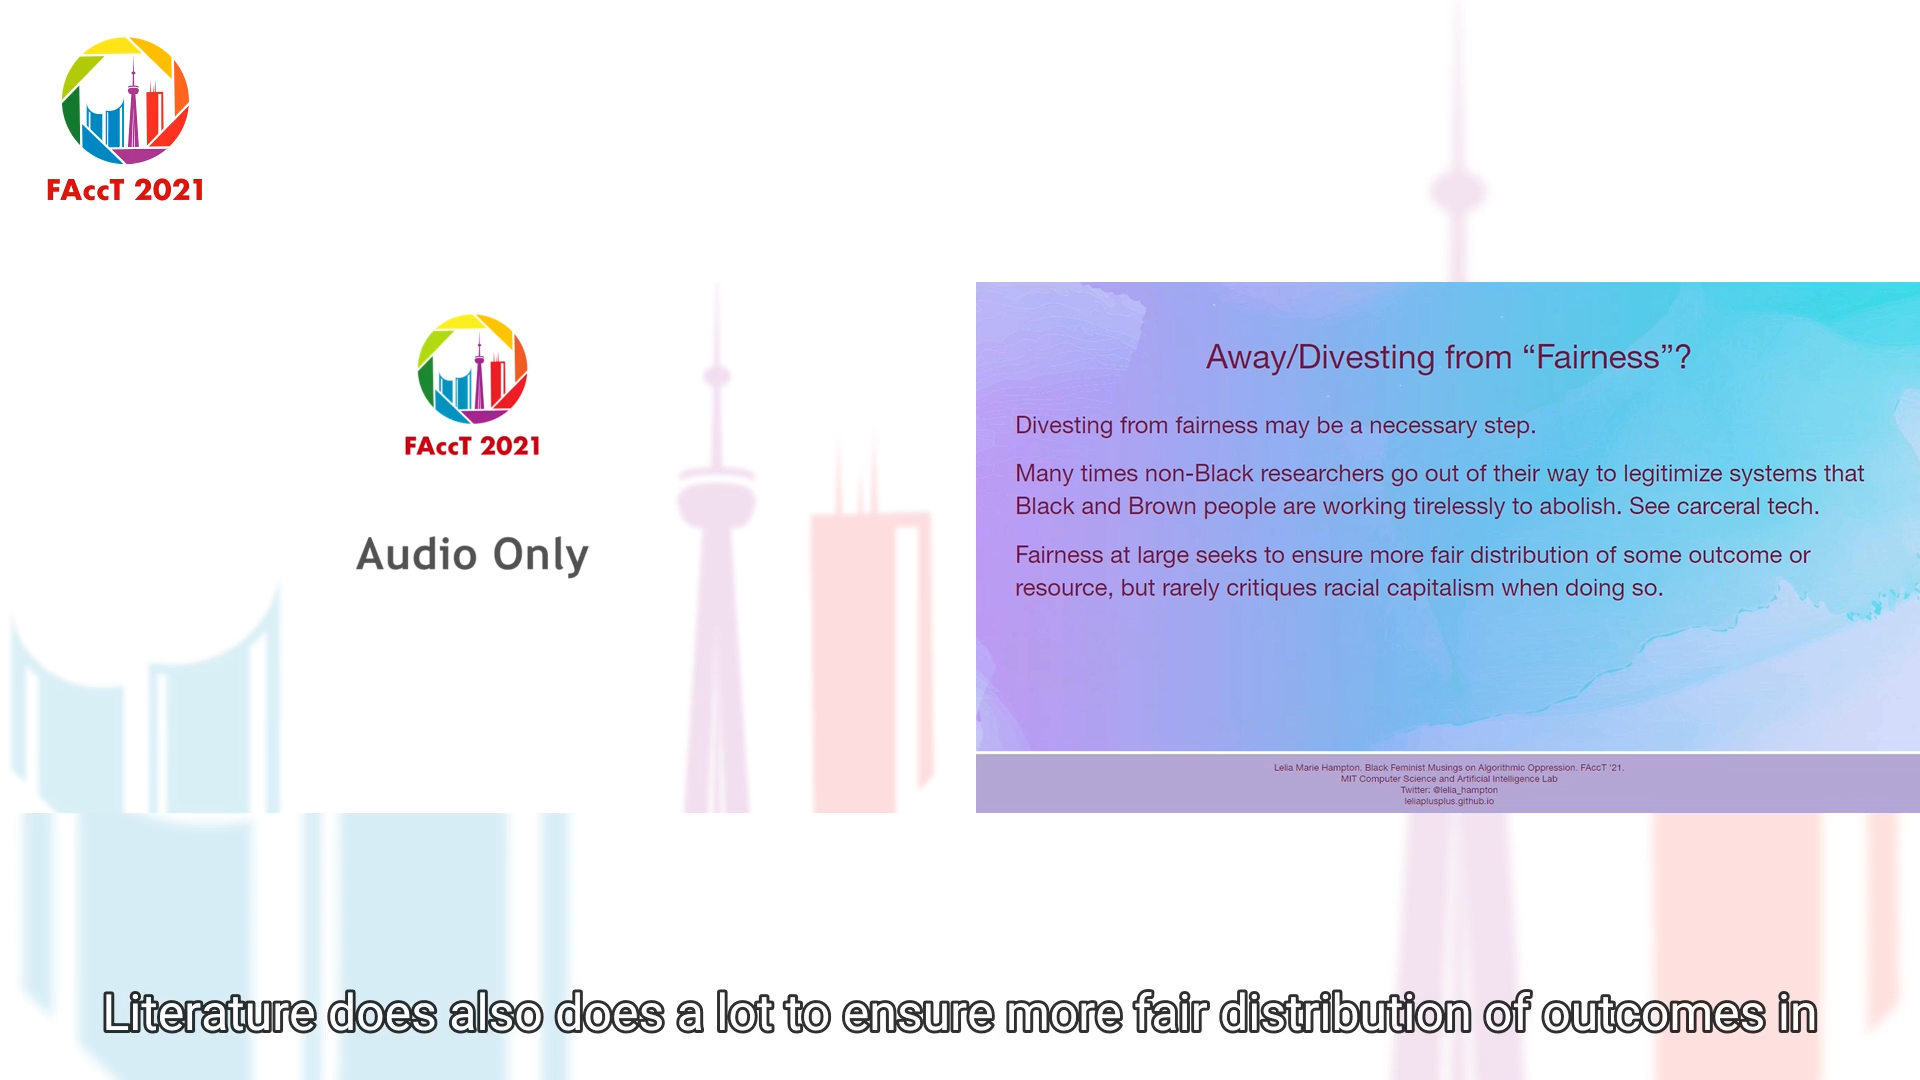 FAccT 2021
FAccT 2021
Audio Only
Away/Divesting from “Fairness”?
Divesting from fairness may be a necessary step.
Many times non-Black researchers go out of their way to legitimize systems that
Black and Brown people are working tirelessly to abolish. See carceral tech.
Fairness at large seeks to ensure more fair distribution of some outcome or
resource, but rarely critiques racial capitalism when doing so.
Lelia Marie Hampton. Black Feminist Musings on Algorithmic Oppression. FAccT '21.
MIT Computer Science and Artificial Intelligence Lab
Twitter: @lelia_hampton
leliaplusplus.github.io
Literature does also does a lot to ensure more fair distribution of outcomes in